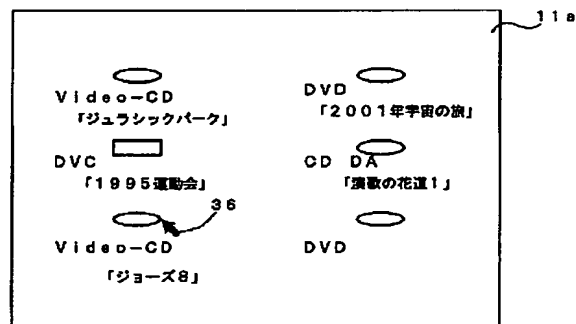 11a
Video-CD
「ジュラシックパーク」
DVD
「2001年宇宙の旅」
DVC
「1995運動会」
CD DA
「演歌の花道1」
36
Video-CD
「ジョーズ8」
DVD